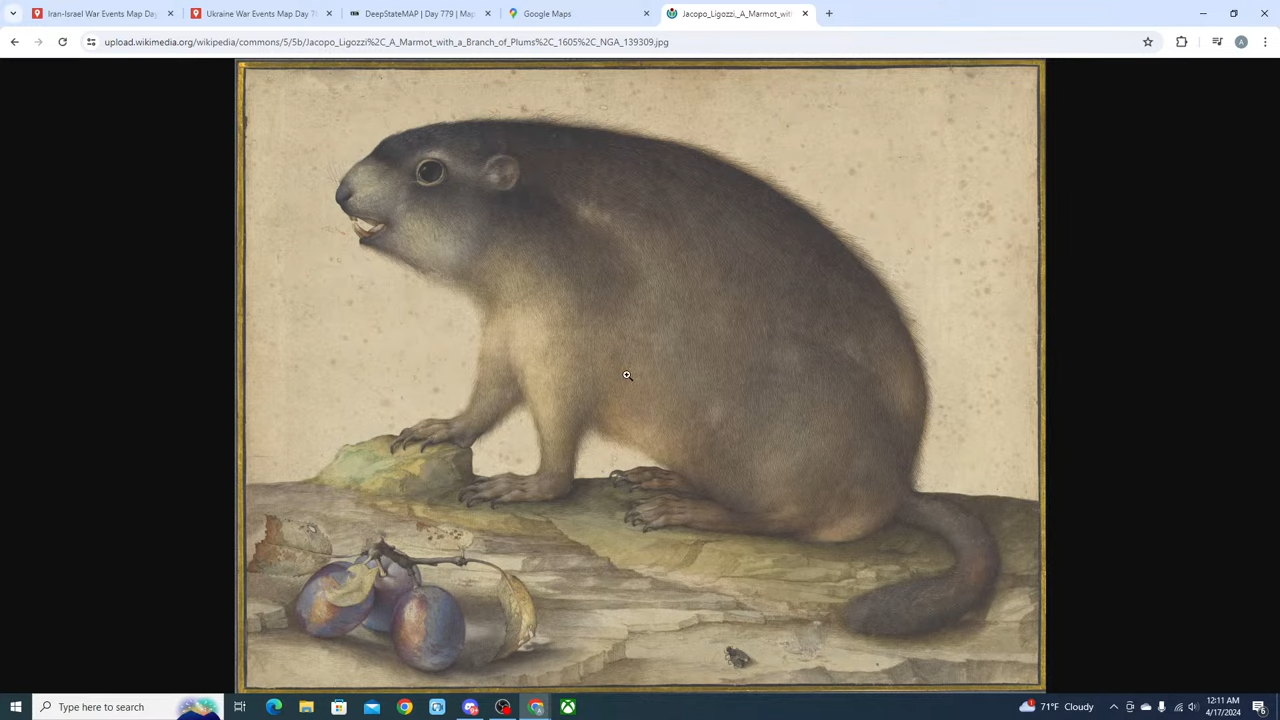 Iran-Israel War Events Map Day
Ukraine War Events Map Day 7
DeepStateMAP | Day 779 | Map
Google Maps
Jacopo_Ligozzi_A_Marmot_wit
upload.wikimedia.org/wikipedia/commons/5/5b/Jacopo_Ligozzi%2C_A_Marmot_with_a_Branch_of_Plums%2C_1605%2C_NGA_139309.jpg
A
Type here to search
71°F Cloudy
12:11 AM
4/17/2024